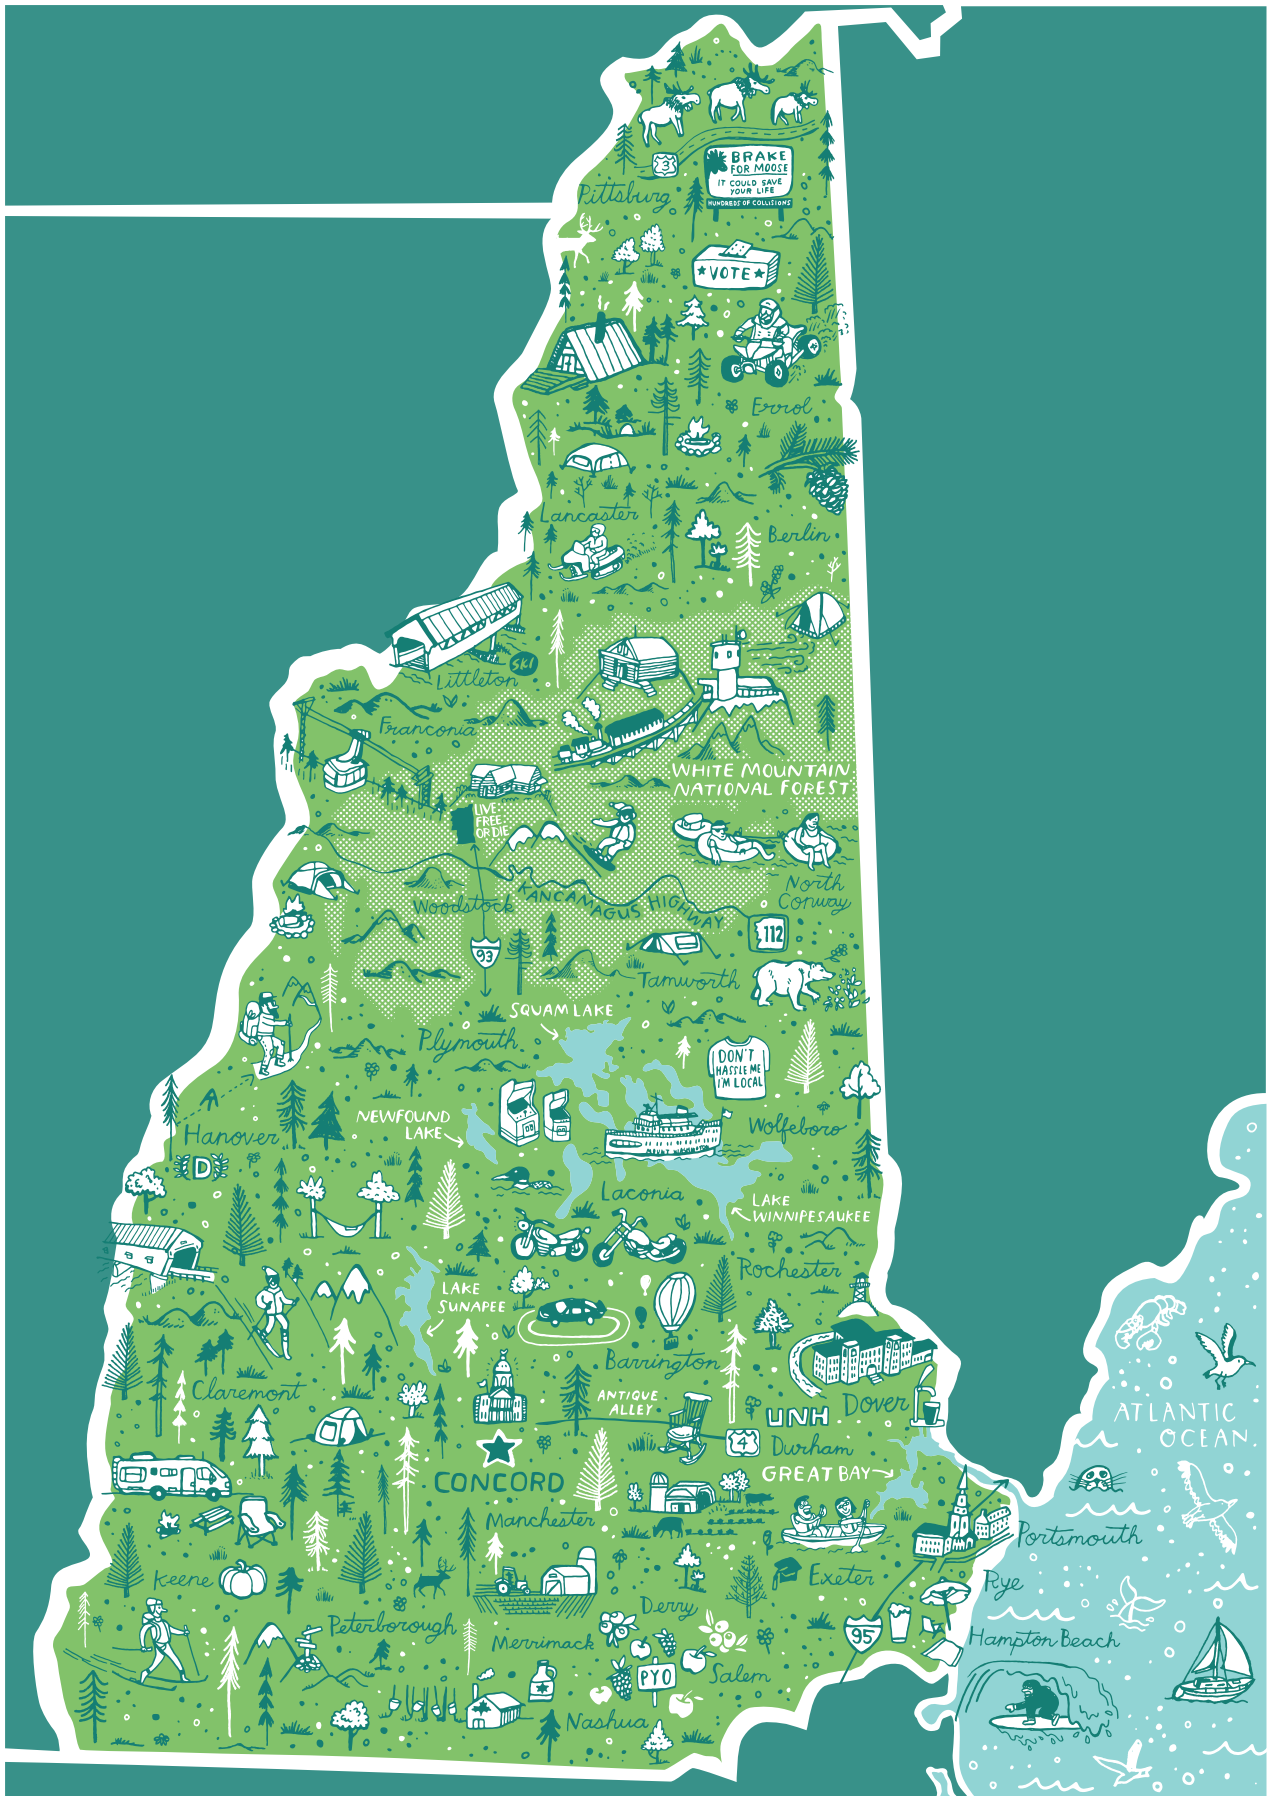 BRAKE
FOR MOOSE
IT COULD SAVE
YOUR LIFE
HUNDREDS OF COLLISIONS
3
Pittsburg
★VOTE★
Errol
Lancaster
Berlin
SKI
Littleton
Franconia
WHITE MOUNTAIN
NATIONAL FOREST
LIVE
FREE
OR DIE
North
Conway
Woodstock
KANCAMAGUS HIGHWAY
112
93
Tamworth
SQUAM LAKE
Plymouth
DON'T
HASSLE ME
I'M LOCAL
NEWFOUND
LAKE
Hanover
D
MOUNT WASHINGTON
Wolfeboro
Laconia
LAKE
WINNIPESAUKEE
LAKE
SUNAPEE
Rochester
Barrington
Claremont
ANTIQUE
ALLEY
UNH
Dover
4
Durham
ATLANTIC
OCEAN
CONCORD
GREAT BAY
Manchester
Portsmouth
Keene
Exeter
Rye
Derry
Peterborough
Merrimack
95
Hampton Beach
PYO
Salem
Nashua